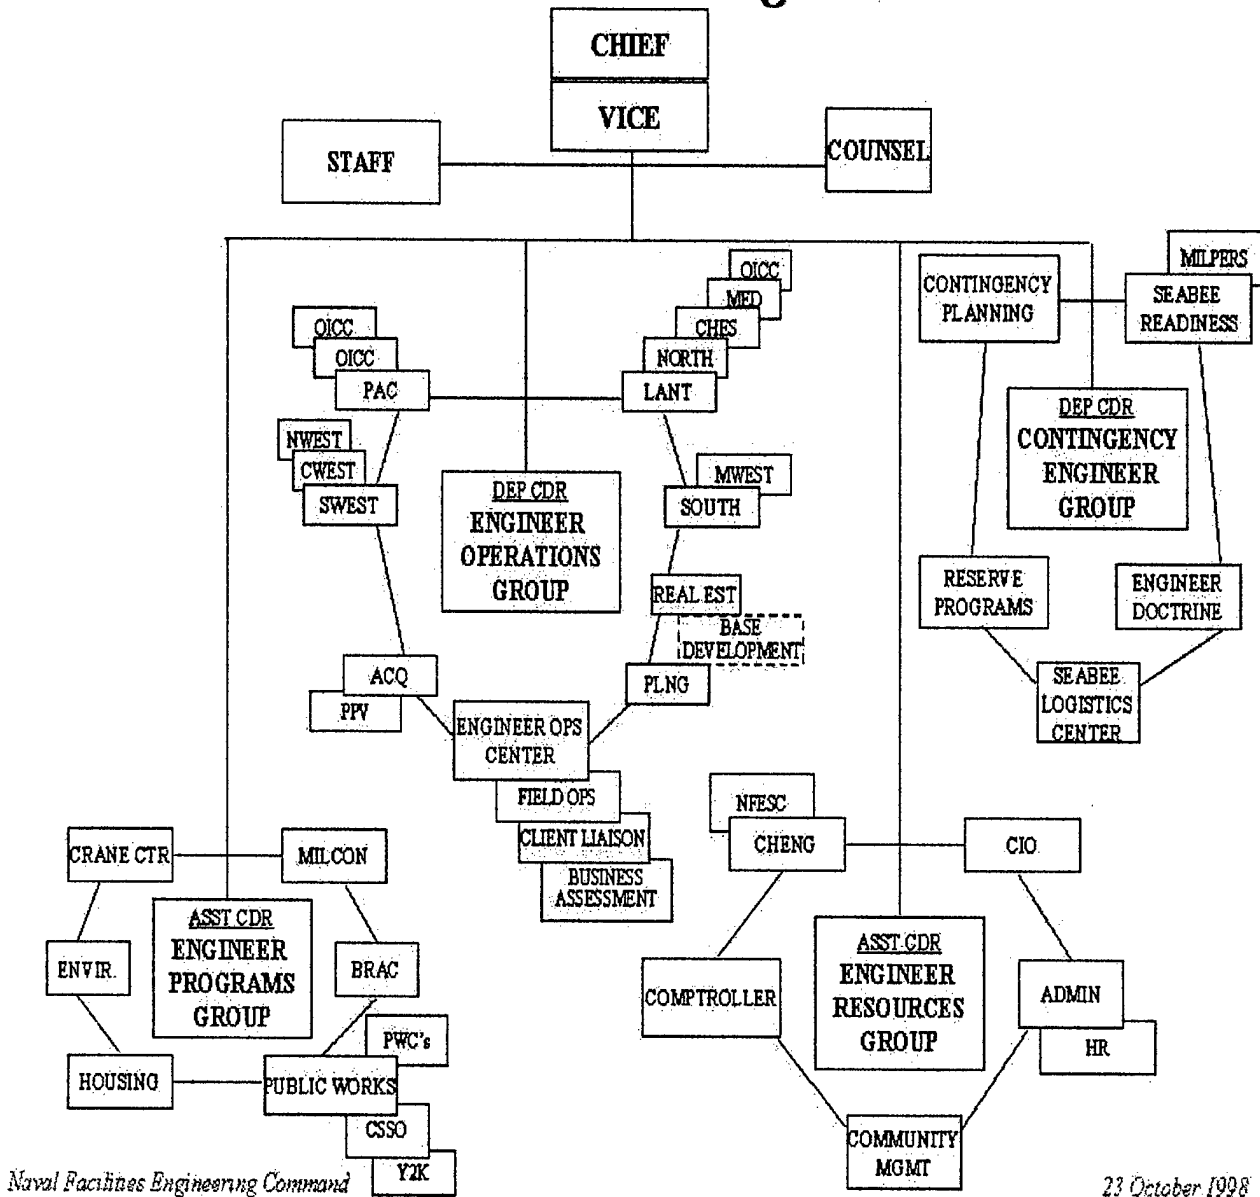 CHIEF
VICE
STAFF
COUNSEL
OICC
OICC
PAC
OICC
MED
CHES
NORTH
LANT
NWEST
CWEST
SWEST
MWEST
SOUTH
DEP CDR
ENGINEER
OPERATIONS
GROUP
REAL EST
BASE
DEVELOPMENT
ACQ
PPV
PLNG
ENGINEER OPS
CENTER
FIELD OPS
CLIENT LIAISON
BUSINESS
ASSESSMENT
CONTINGENCY
PLANNING
MILPERS
SEABEE
READINESS
DEP CDR
CONTINGENCY
ENGINEER
GROUP
RESERVE
PROGRAMS
ENGINEER
DOCTRINE
SEABEE
LOGISTICS
CENTER
CRANE CTR
MILCON
ASST CDR
ENGINEER
PROGRAMS
GROUP
ENVIR.
BRAC
HOUSING
PUBLIC WORKS
PWC's
CSSO
Y2K
NFESC
CHENG
CIO
ASST CDR
ENGINEER
RESOURCES
GROUP
COMPTROLLER
ADMIN
HR
COMMUNITY
MGMT
Naval Facilities Engineering Command
23 October 1998